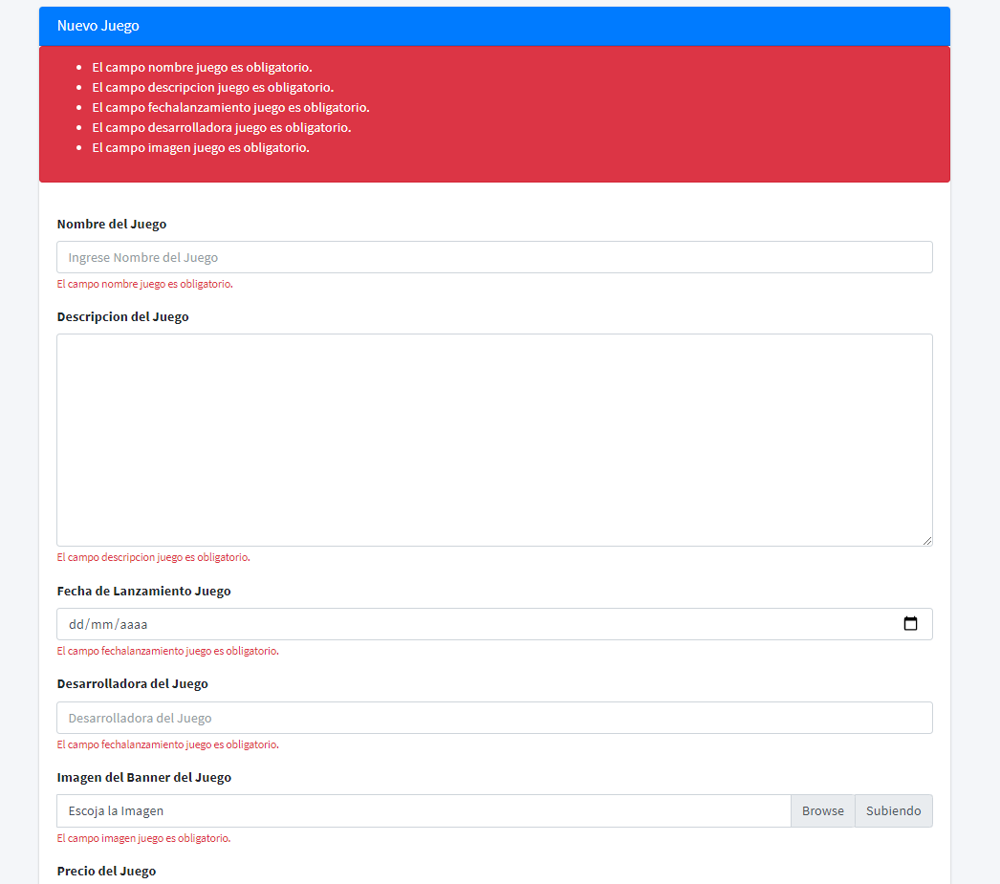 Nuevo Juego
El campo nombre juego es obligatorio.
El campo descripcion juego es obligatorio.
El campo fechalanzamiento juego es obligatorio.
El campo desarrolladora juego es obligatorio.
El campo imagen juego es obligatorio.
Nombre del Juego
Ingrese Nombre del Juego
El campo nombre juego es obligatorio.
Descripcion del Juego
El campo descripcion juego es obligatorio.
Fecha de Lanzamiento Juego
dd/mm/aaaa
El campo fechalanzamiento juego es obligatorio.
Desarrolladora del Juego
Desarrolladora del Juego
El campo fechalanzamiento juego es obligatorio.
Imagen del Banner del Juego
Escoja la Imagen Browse Subiendo
El campo imagen juego es obligatorio.
Precio del Juego